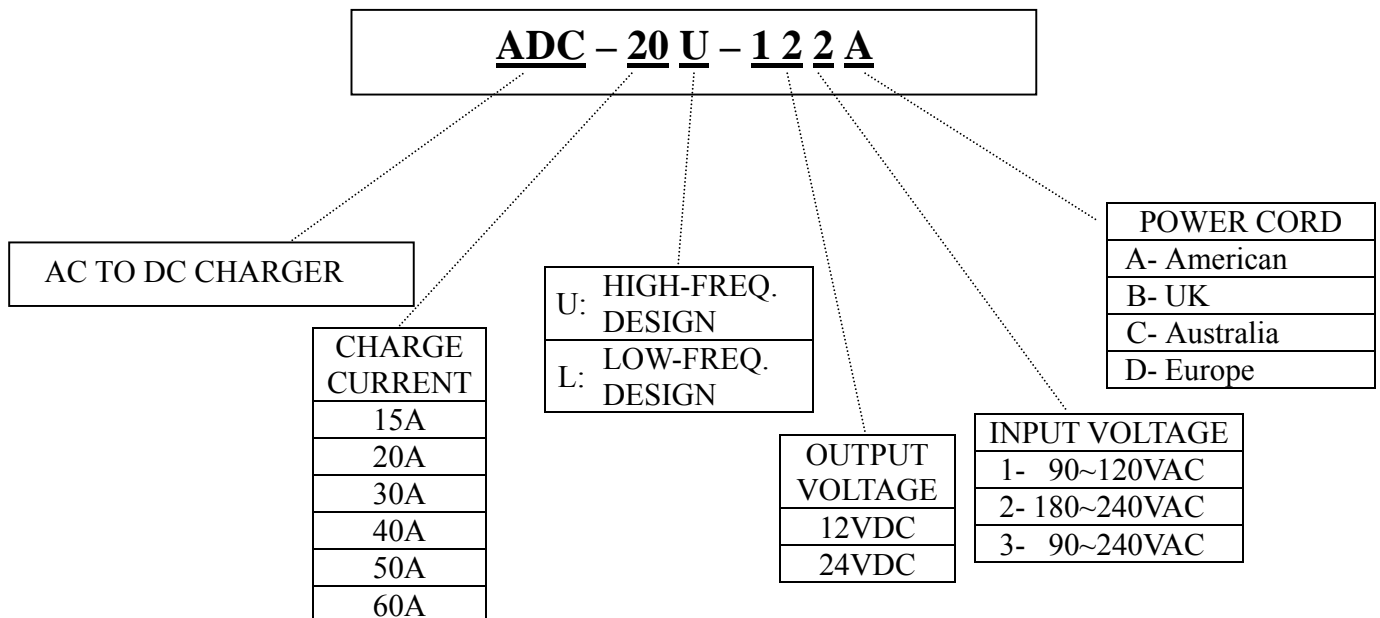 ADC – 20 U – 1 2 2 A
AC TO DC CHARGER
CHARGE
CURRENT
15A
20A
30A
40A
50A
60A
U: HIGH-FREQ.
DESIGN
L: LOW-FREQ.
DESIGN
OUTPUT
VOLTAGE
12VDC
24VDC
INPUT VOLTAGE
1- 90~120VAC
2- 180~240VAC
3- 90~240VAC
POWER CORD
A- American
B- UK
C- Australia
D- Europe